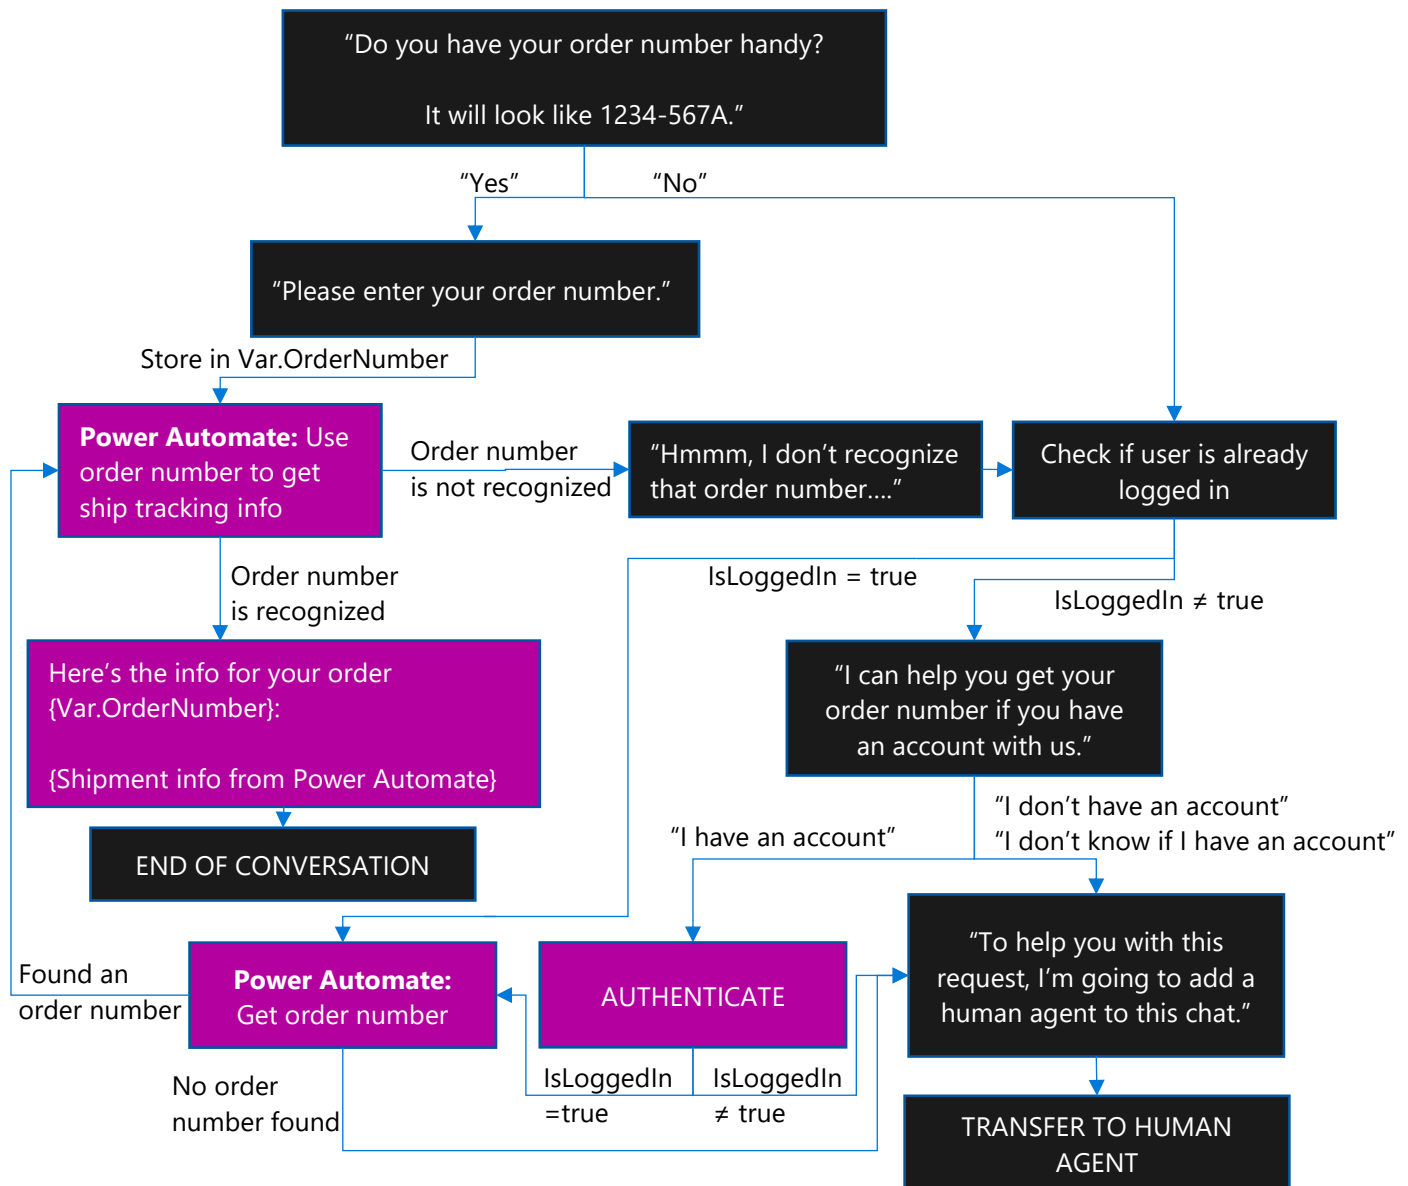 “Do you have your order number handy?
It will look like 1234-567A.”
“Yes”
“No”
“Please enter your order number.”
Store in Var.OrderNumber
Power Automate: Use
order number to get
ship tracking info
Order number
is not recognized
“Hmmm, I don’t recognize
that order number....”
Check if user is already
logged in
Order number
is recognized
IsLoggedIn = true
IsLoggedIn ≠ true
Here’s the info for your order
{Var.OrderNumber}:
{Shipment info from Power Automate}
“I can help you get your
order number if you have
an account with us.”
END OF CONVERSATION
“I have an account”
“I don’t have an account”
“I don’t know if I have an account”
Found an
order number
Power Automate:
Get order number
AUTHENTICATE
“To help you with this
request, I’m going to add a
human agent to this chat.”
No order
number found
IsLoggedIn
=true
IsLoggedIn
≠ true
TRANSFER TO HUMAN
AGENT